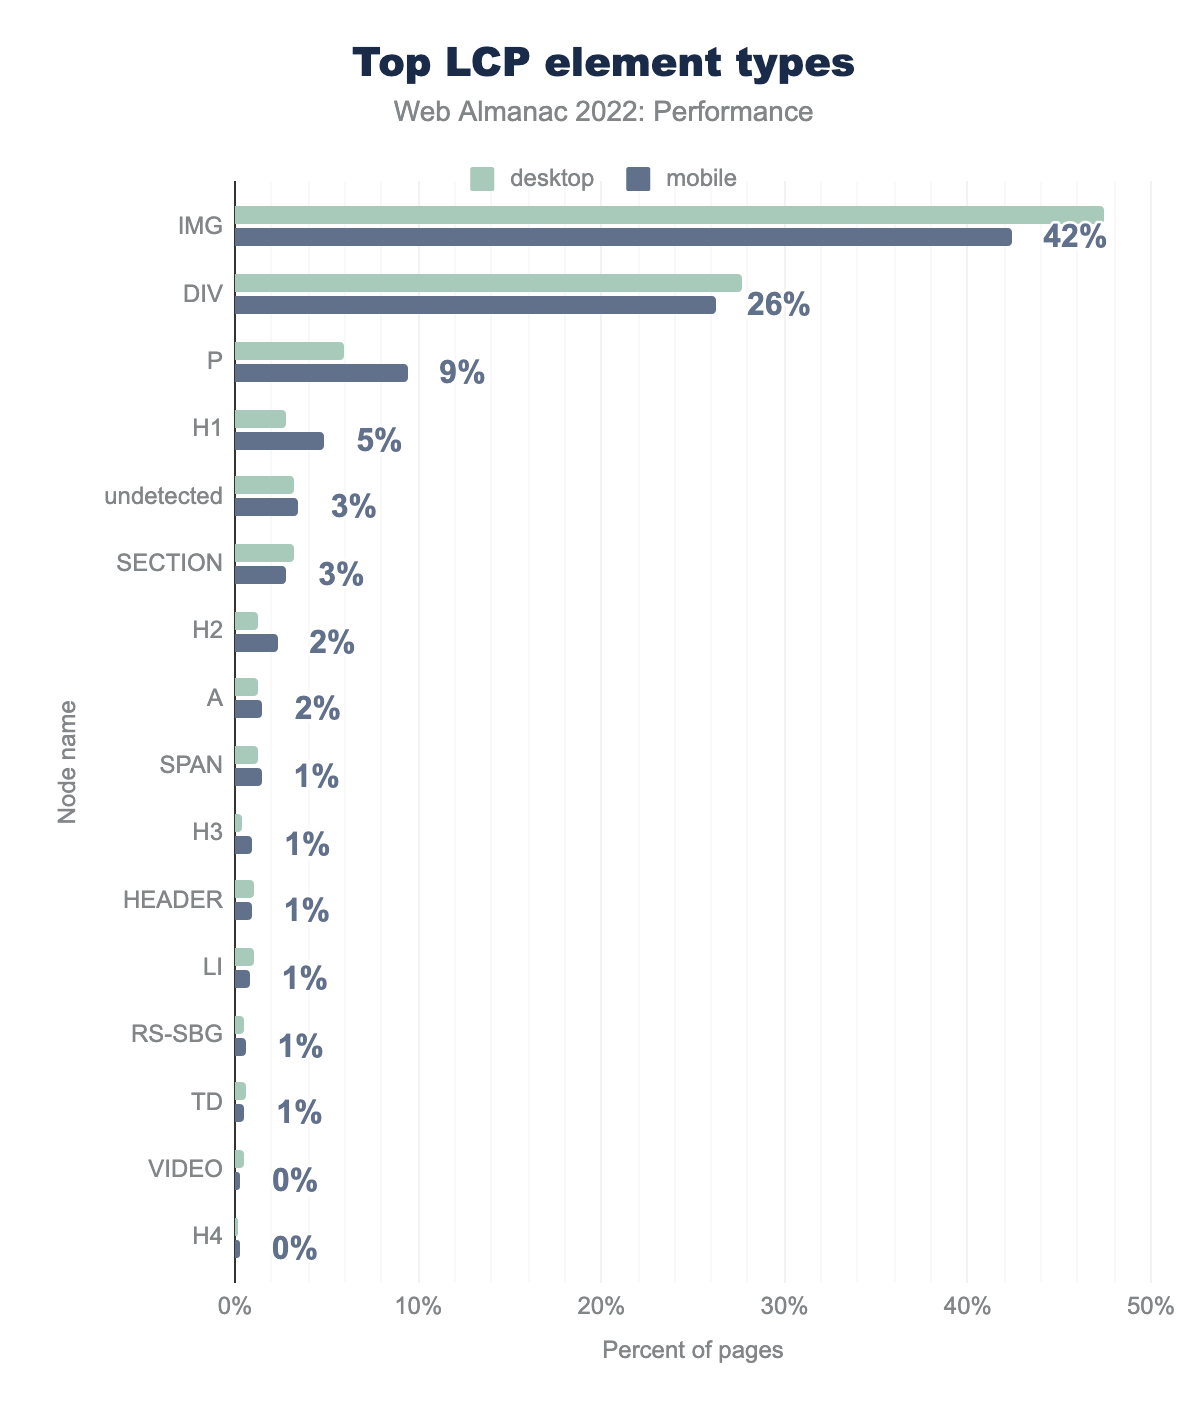 Top LCP element types
Web Almanac 2022: Performance
desktop
mobile
IMG
42%
DIV
26%
P
9%
H1
5%
undetected
3%
SECTION
3%
H2
2%
A
2%
SPAN
1%
H3
1%
HEADER
1%
LI
1%
RS-SBG
1%
TD
1%
VIDEO
0%
H4
0%
Node name
0%
10%
20%
30%
40%
50%
Percent of pages